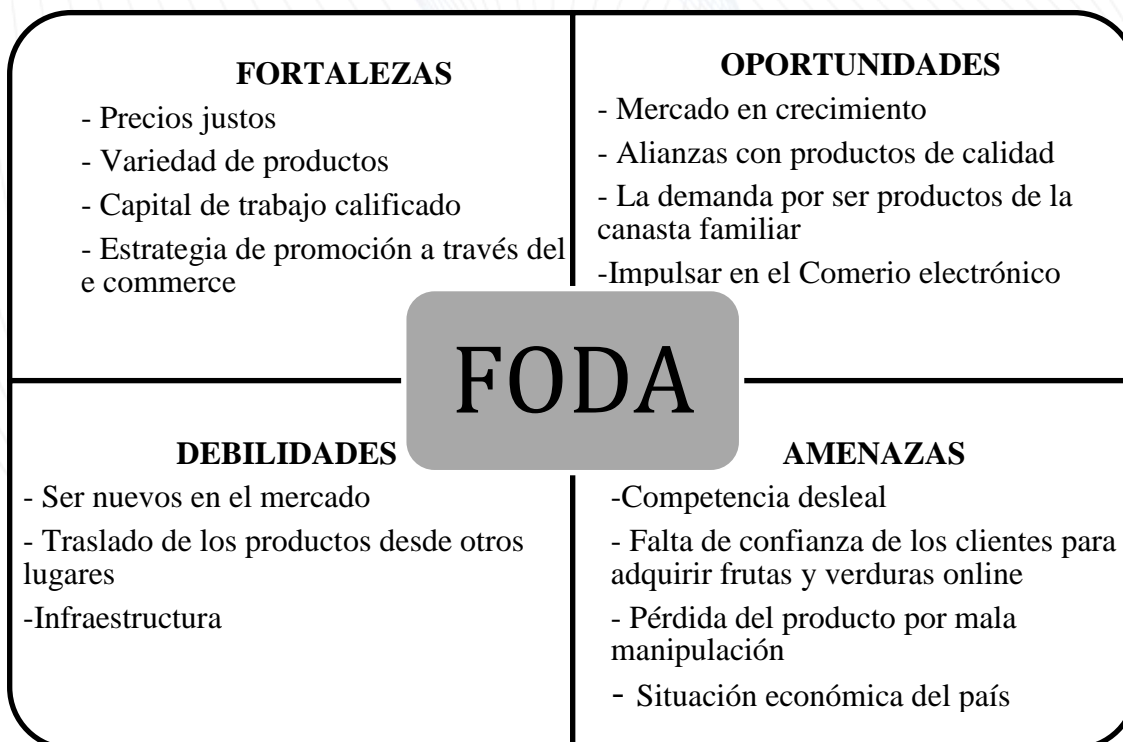 FORTALEZAS
- Precios justos
- Variedad de productos
- Capital de trabajo calificado
- Estrategia de promoción a través del
e commerce
OPORTUNIDADES
- Mercado en crecimiento
- Alianzas con productos de calidad
- La demanda por ser productos de la
canasta familiar
-Impulsar en el Comerio electrónico
FODA
DEBILIDADES
- Ser nuevos en el mercado
- Traslado de los productos desde otros
lugares
-Infraestructura
AMENAZAS
-Competencia desleal
- Falta de confianza de los clientes para
adquirir frutas y verduras online
- Pérdida del producto por mala
manipulación
- Situación económica del país